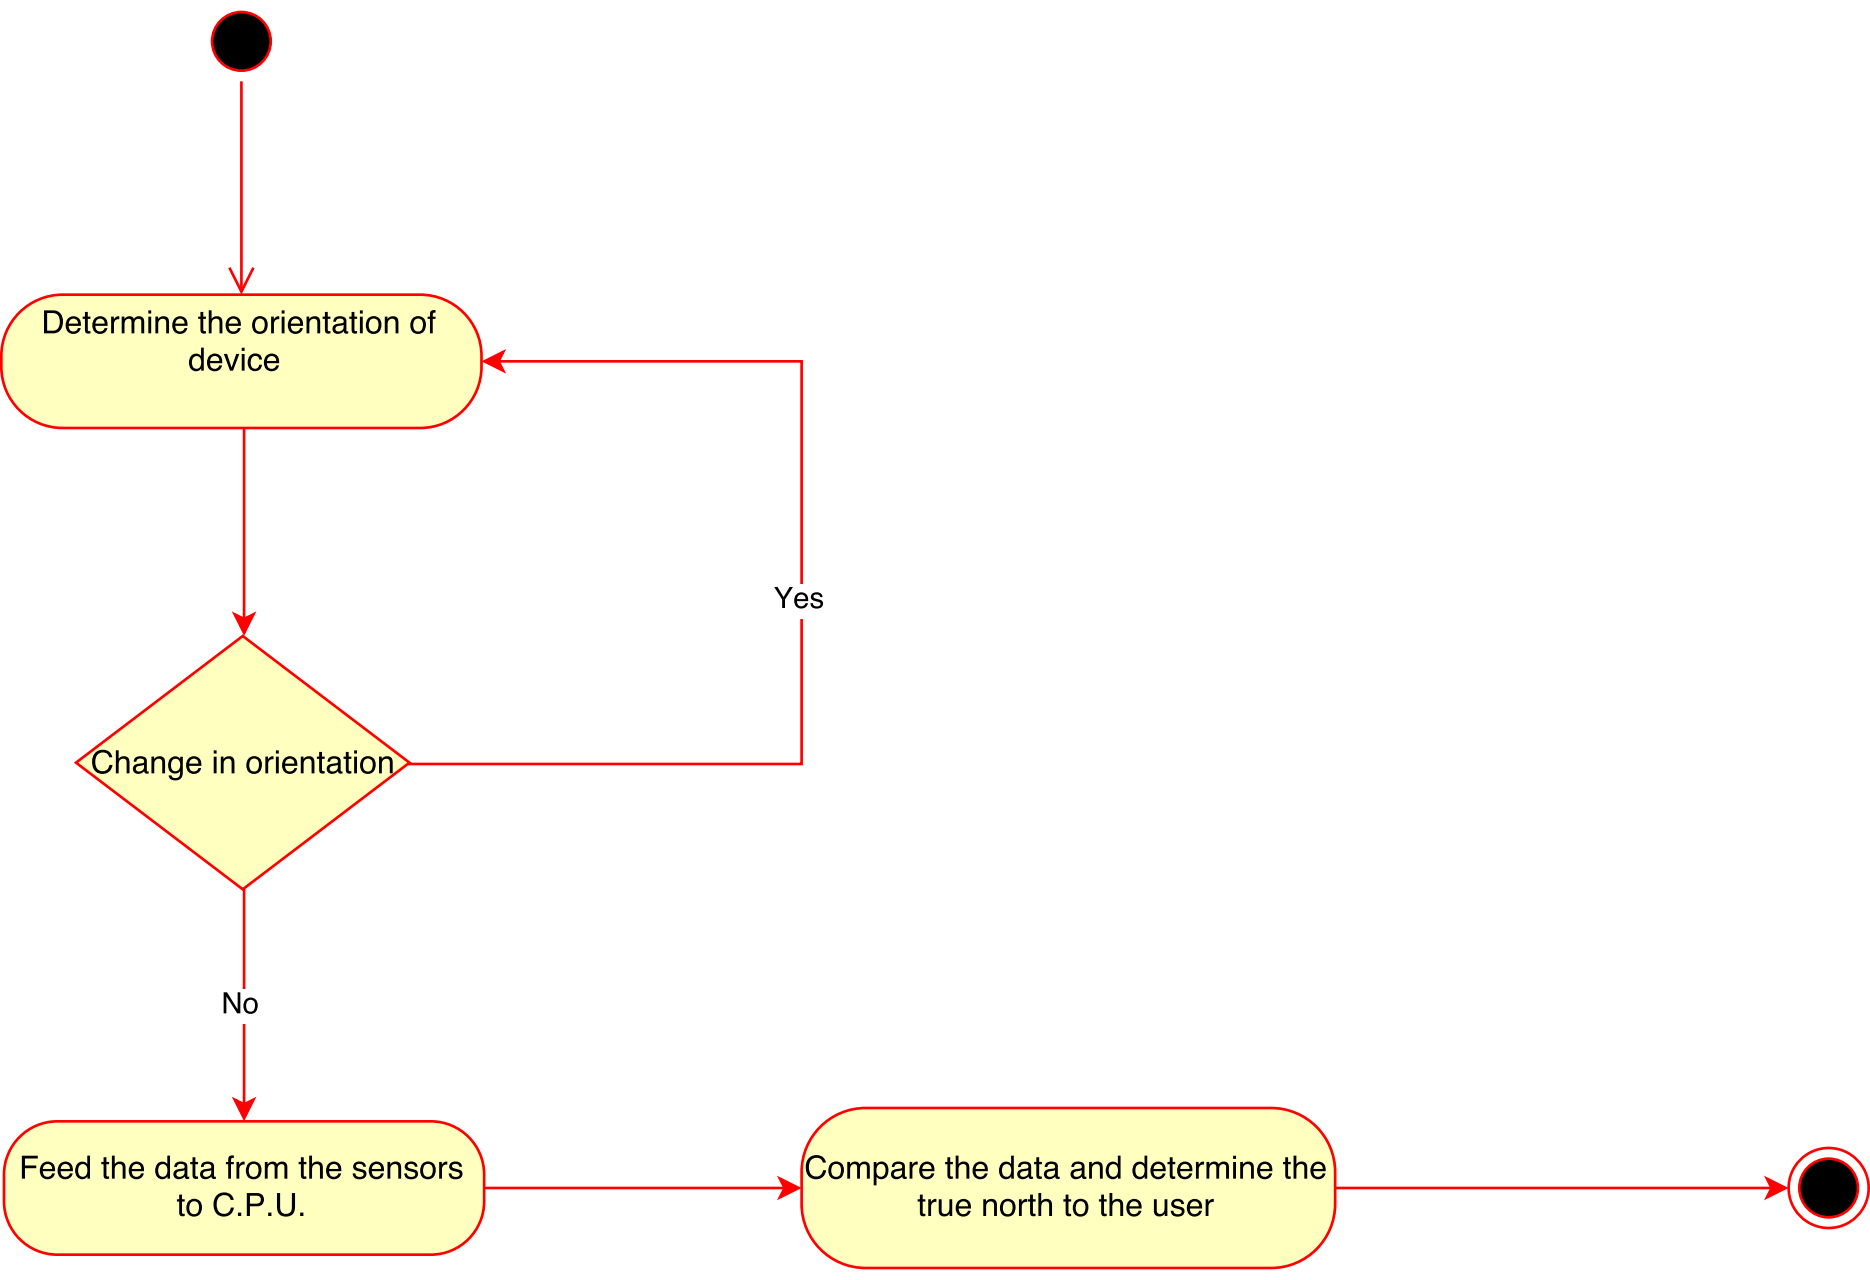 Determine the orientation of
device
Yes
Change in orientation
No
Feed the data from the sensors
to C.P.U.
Compare the data and determine the
true north to the user